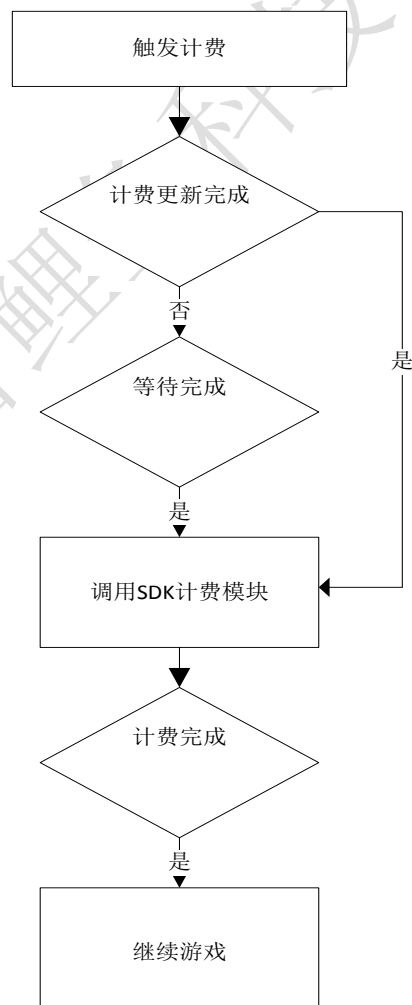 触发计费
计费更新完成
否
是
等待完成
是
调用SDK计费模块
计费完成
是
继续游戏